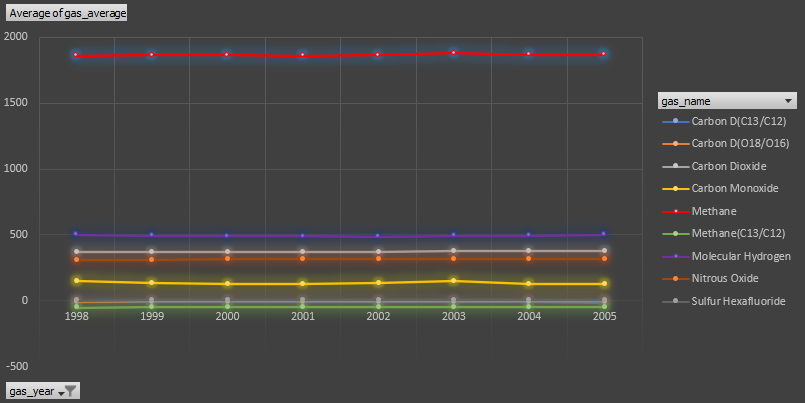 Average of gas_average
2000
1500
1000
500
0
-500
1998 1999 2000 2001 2002 2003 2004 2005
gas_name
Carbon D(C13/C12)
Carbon D(O18/O16)
Carbon Dioxide
Carbon Monoxide
Methane
Methane(C13/C12)
Molecular Hydrogen
Nitrous Oxide
Sulfur Hexafluoride
gas_year